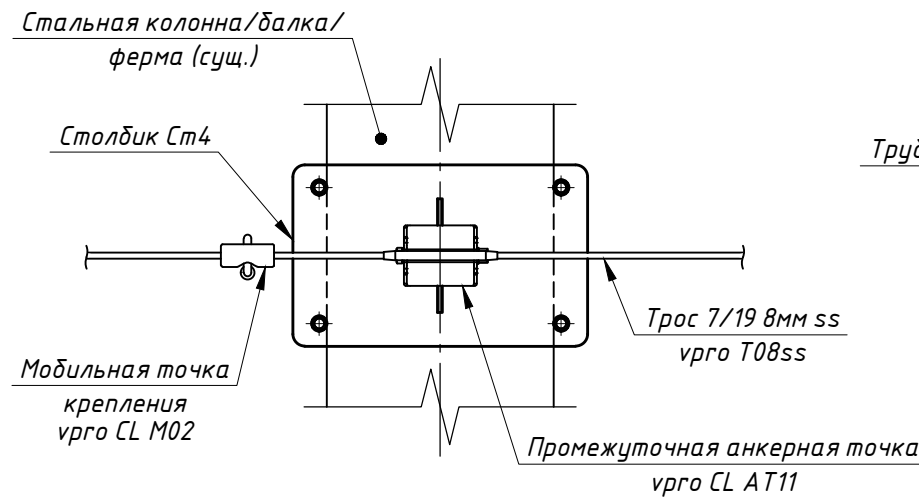 Стальная колонна/балка/
ферма (сущ.)
Столбик Ст4
Трос 7/19 8мм ss
vpro T08ss
Мобильная точка
крепления
vpro CL M02
Промежуточная анкерная точка
vpro CL AT11